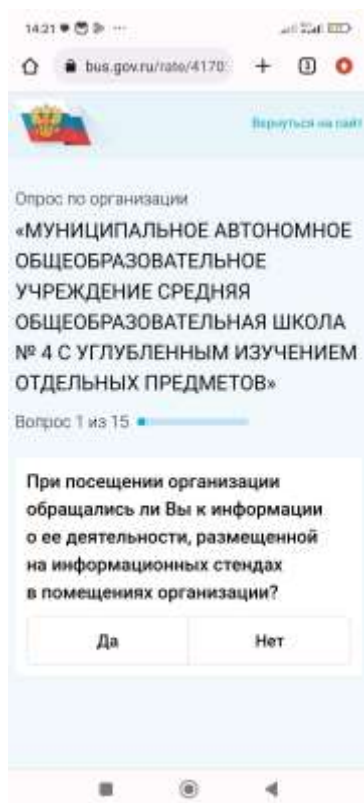 14:21
bus.gov.ru/rate/4170
3
Вернуться на сайт
Опрос по организации
«МУНИЦИПАЛЬНОЕ АВТОНОМНОЕ
ОБЩЕОБРАЗОВАТЕЛЬНОЕ
УЧРЕЖДЕНИЕ СРЕДНЯЯ
ОБЩЕОБРАЗОВАТЕЛЬНАЯ ШКОЛА
№ 4 С УГЛУБЛЕННЫМ ИЗУЧЕНИЕМ
ОТДЕЛЬНЫХ ПРЕДМЕТОВ»
Вопрос 1 из 15
При посещении организации
обращались ли Вы к информации
о ее деятельности, размещенной
на информационных стендах
в помещениях организации?
Да Нет